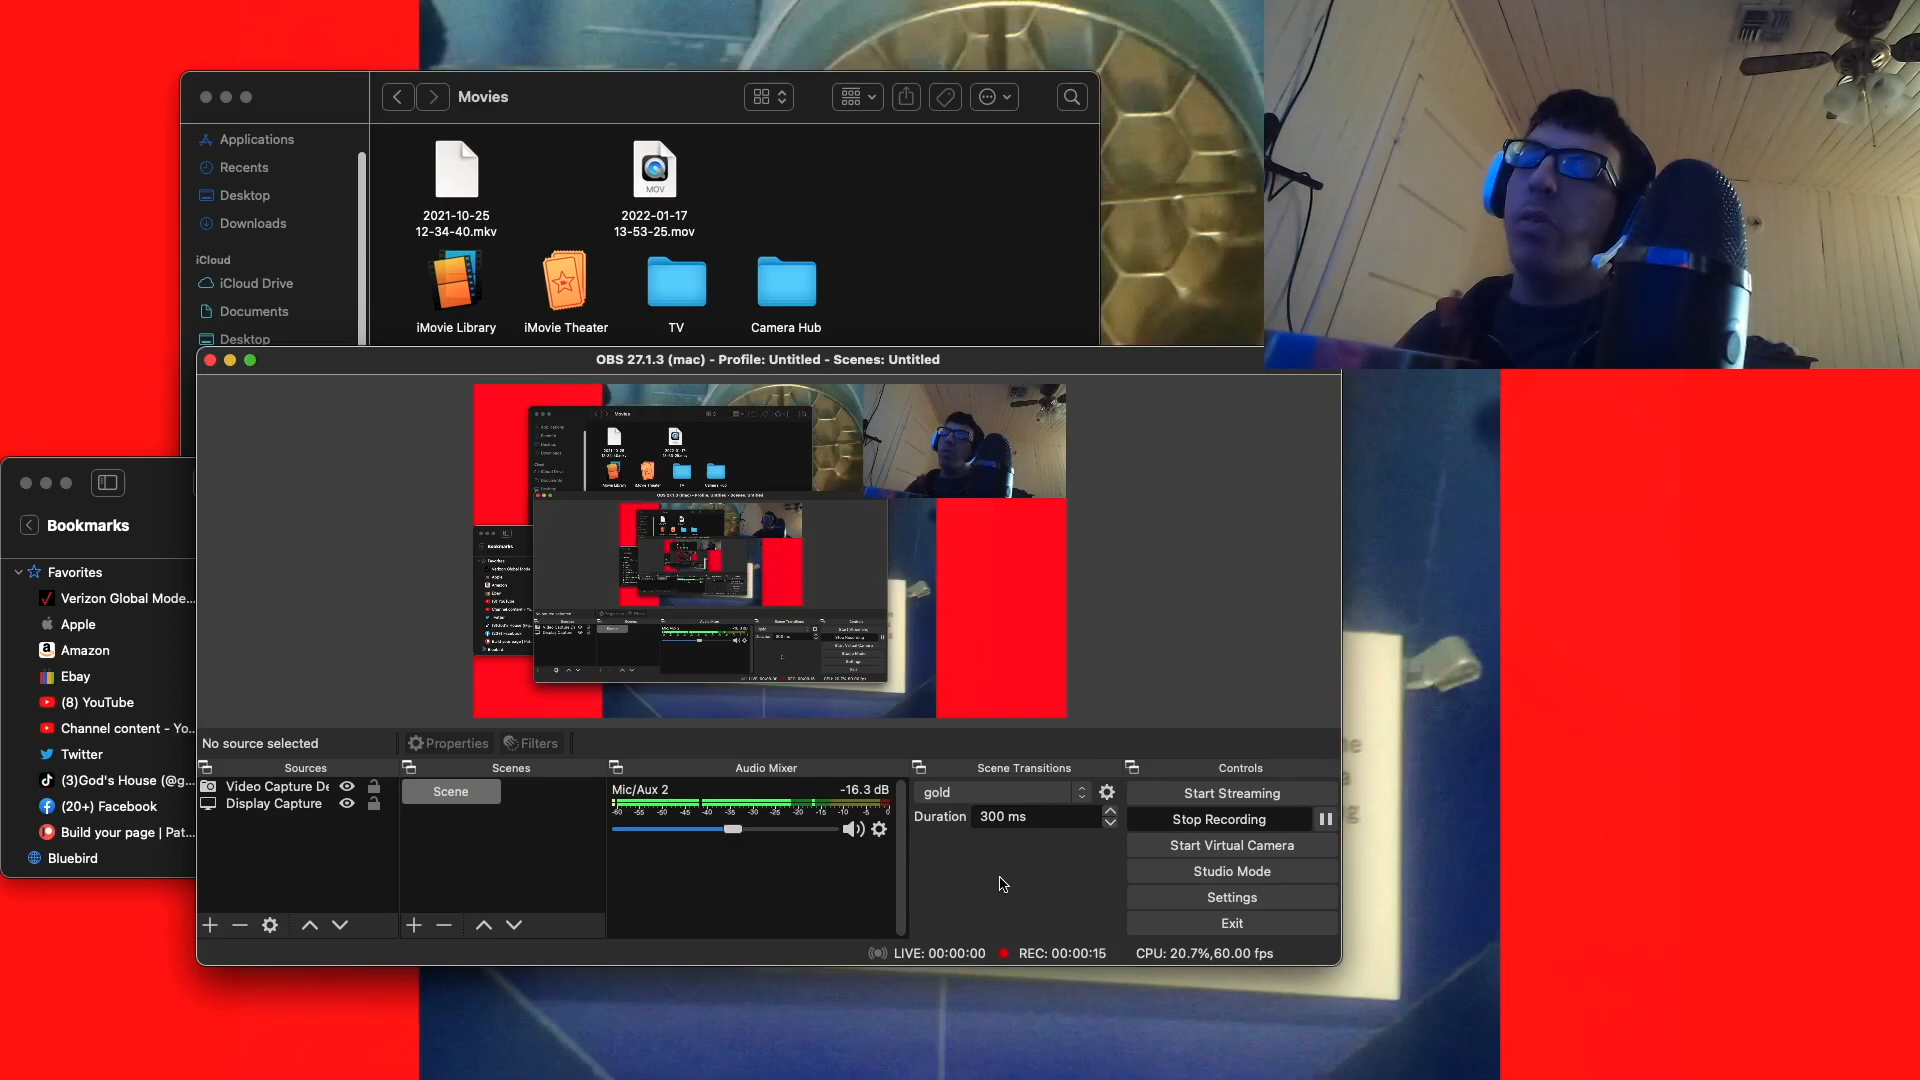 Movies
Applications
Recents
Desktop
Downloads
iCloud
iCloud Drive
Documents
Desktop
MOV
2021-10-25
12-34-40.mkv
2022-01-17
13-53-25.mov
iMovie Library
iMovie Theater
TV
Camera Hub
OBS 27.1.3 (mac) - Profile: Untitled - Scenes: Untitled
Bookmarks
Favorites
Verizon Global Mode...
Apple
Amazon
Ebay
(8) YouTube
Channel content - Yo...
Twitter
(3)God's House (@g...
(20+) Facebook
Build your page | Pat...
Bluebird
No source selected
Properties
Filters
Sources
Video Capture De
Display Capture
Scenes
Scene
Audio Mixer
Mic/Aux 2
-16.3 dB
-60 -55 -50 -45 -40 -35 -30 -25 -20 -15 -10 -5 0
Scene Transitions
gold
Duration
300 ms
Controls
Start Streaming
Stop Recording
Start Virtual Camera
Studio Mode
Settings
Exit
LIVE: 00:00:00
REC: 00:00:15
CPU: 20.7%,60.00 fps